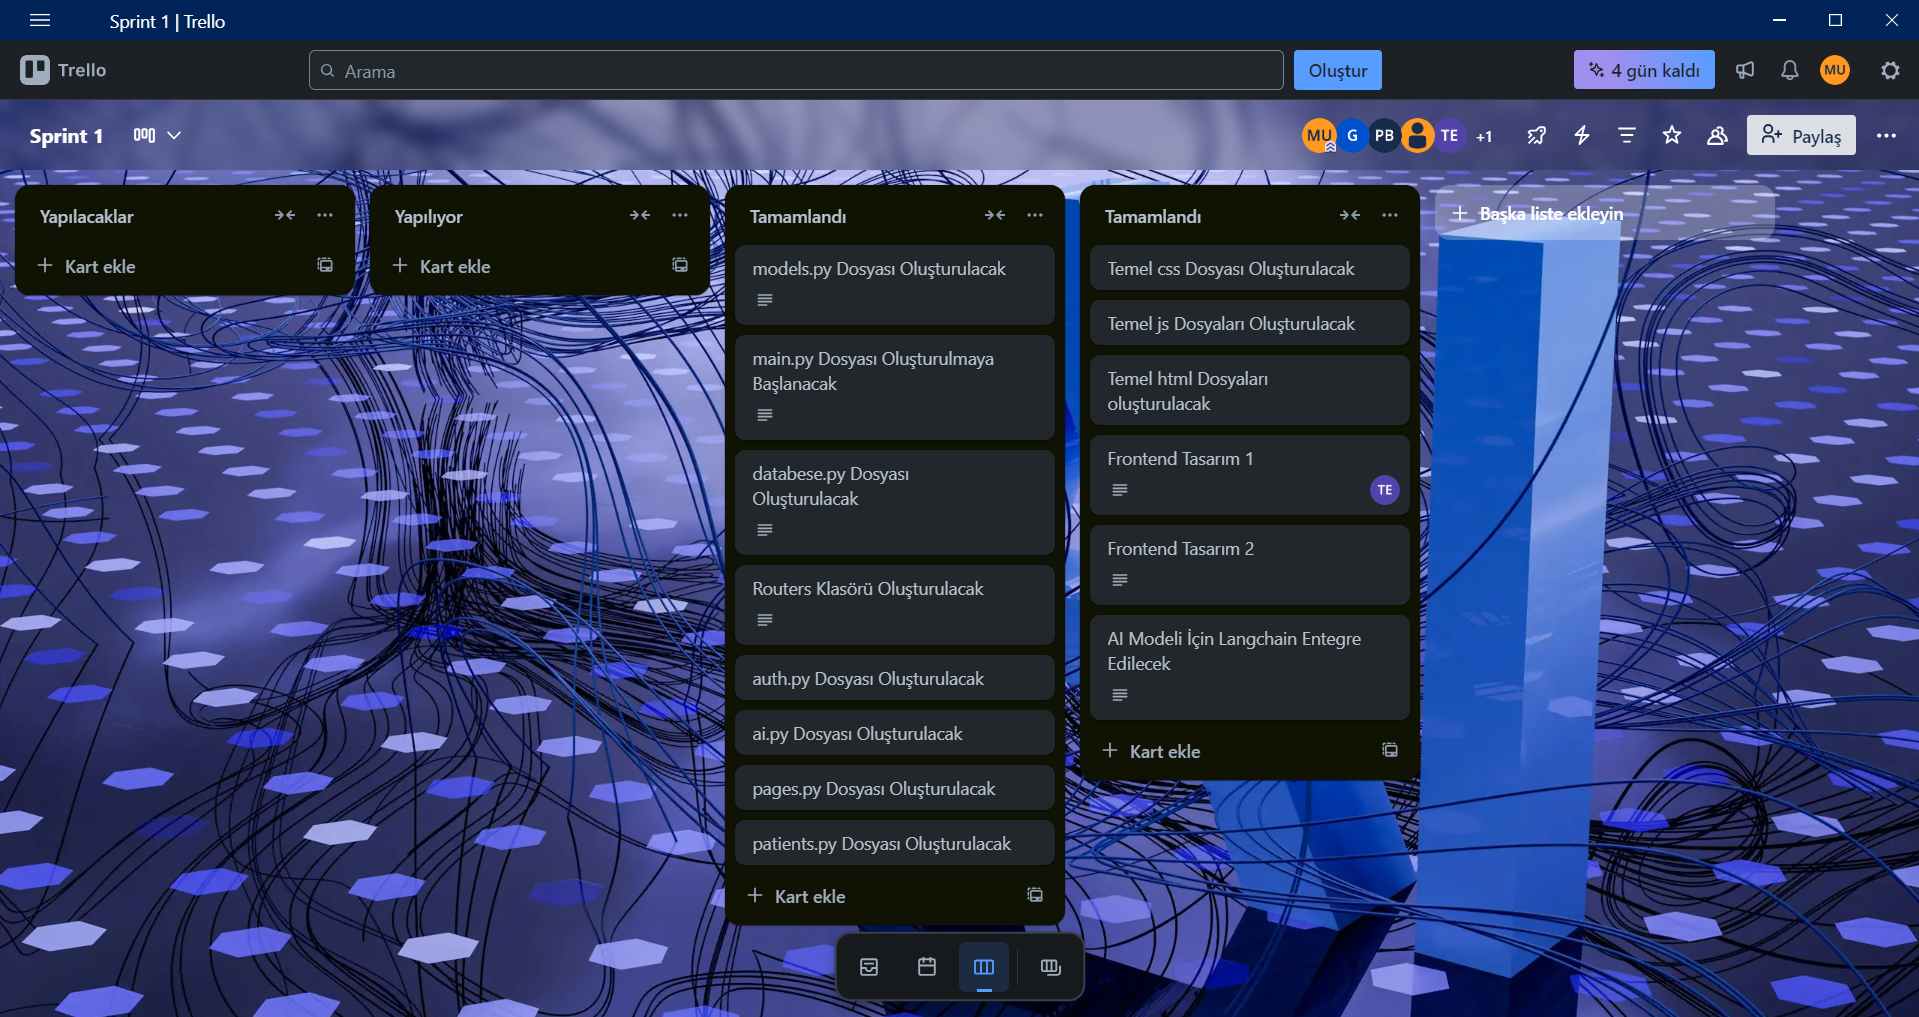 Sprint 1 | Trello
Trello
Arama
Oluştur
4 gün kaldı
MU
Sprint 1
MU
G
PB
TE
+1
Paylaş
Yapılacaklar
Kart ekle
Yapılıyor
Kart ekle
Tamamlandı
models.py Dosyası Oluşturulacak
main.py Dosyası Oluşturulmaya
Başlanacak
databese.py Dosyası
Oluşturulacak
Routers Klasörü Oluşturulacak
auth.py Dosyası Oluşturulacak
ai.py Dosyası Oluşturulacak
pages.py Dosyası Oluşturulacak
patients.py Dosyası Oluşturulacak
Kart ekle
Tamamlandı
Temel css Dosyası Oluşturulacak
Temel js Dosyaları Oluşturulacak
Temel html Dosyaları
oluşturulacak
Frontend Tasarım 1
TE
Frontend Tasarım 2
AI Modeli İçin Langchain Entegre
Edilecek
Kart ekle
Başka liste ekleyin